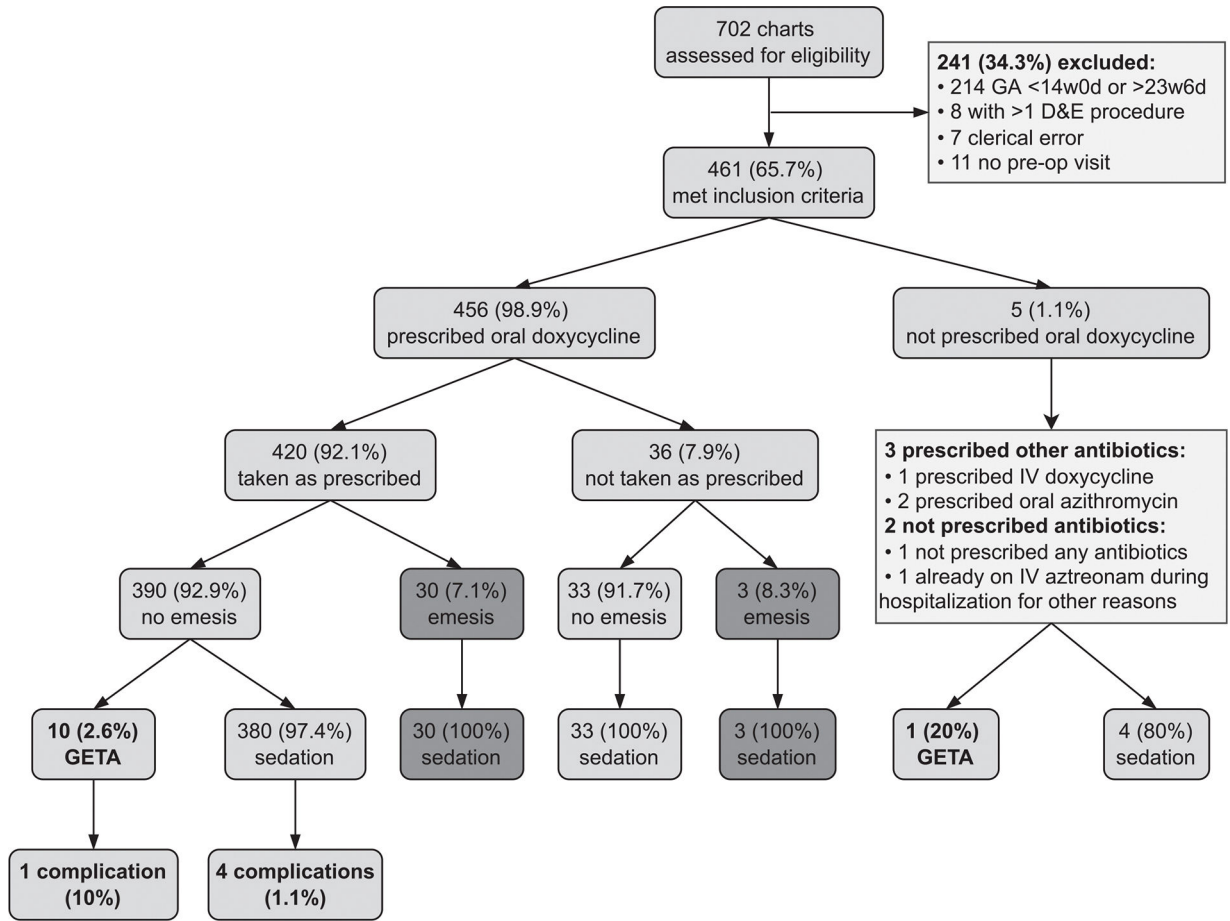 702 charts
assessed for eligibility
241 (34.3%) excluded:
• 214 GA <14w0d or >23w6d
• 8 with >1 D&E procedure
• 7 clerical error
• 11 no pre-op visit
461 (65.7%)
met inclusion criteria
456 (98.9%)
prescribed oral doxycycline
5 (1.1%)
not prescribed oral doxycycline
420 (92.1%)
taken as prescribed
36 (7.9%)
not taken as prescribed
3 prescribed other antibiotics:
• 1 prescribed IV doxycycline
• 2 prescribed oral azithromycin
2 not prescribed antibiotics:
• 1 not prescribed any antibiotics
• 1 already on IV aztreonam during
hospitalization for other reasons
390 (92.9%)
no emesis
30 (7.1%)
emesis
33 (91.7%)
no emesis
3 (8.3%)
emesis
10 (2.6%)
GETA
380 (97.4%)
sedation
30 (100%)
sedation
33 (100%)
sedation
3 (100%)
sedation
1 (20%)
GETA
4 (80%)
sedation
1 complication
(10%)
4 complications
(1.1%)